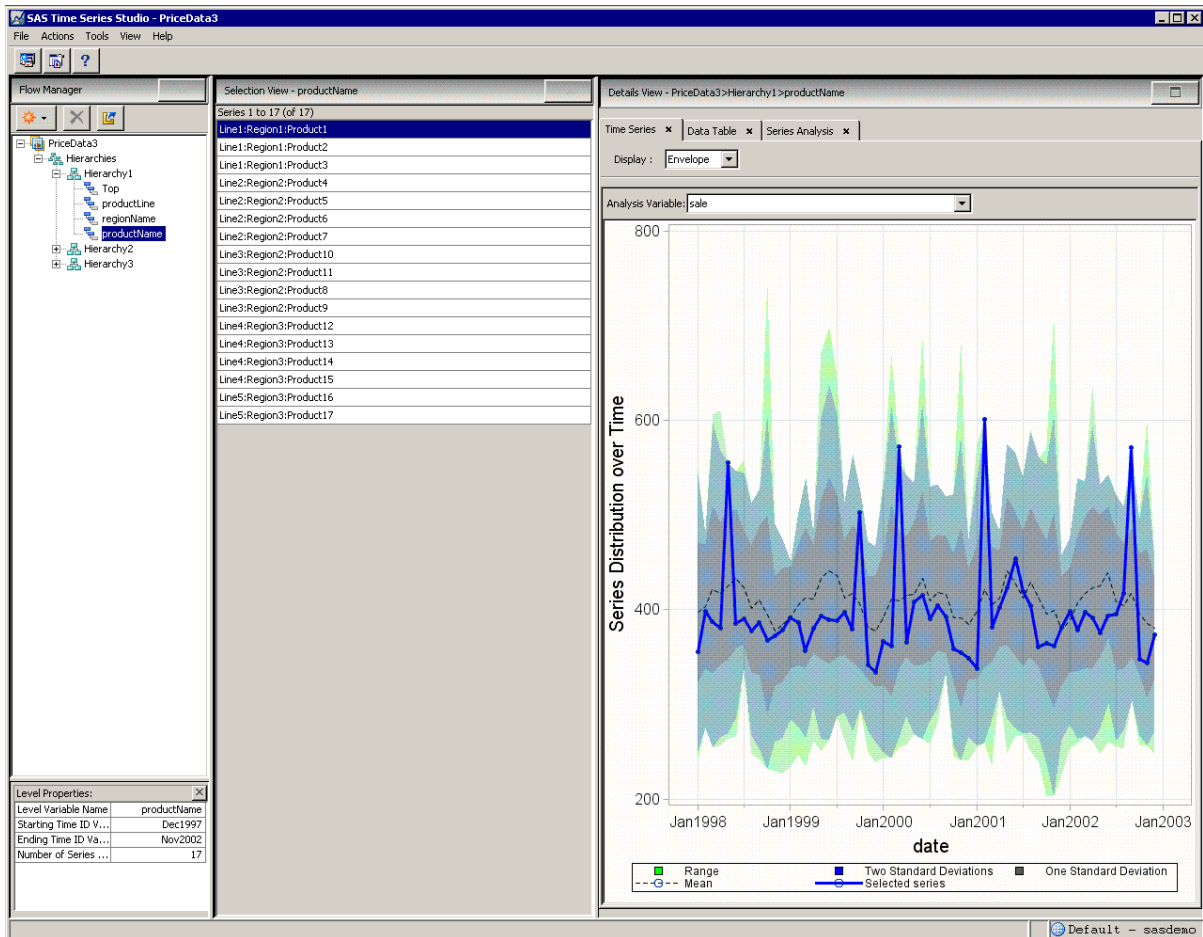 SAS Time Series Studio - PriceData3
File Actions Tools View Help
Flow Manager
PriceData3
Hierarchies
Hierarchy1
Top
productLine
regionName
productName
Hierarchy2
Hierarchy3
Level Properties:
Level Variable Name productName
Starting Time ID V... Dec1997
Ending Time ID Va... Nov2002
Number of Series ... 17
Selection View - productName
Series 1 to 17 (of 17)
Line1:Region1:Product1
Line1:Region1:Product2
Line1:Region1:Product3
Line2:Region2:Product4
Line2:Region2:Product5
Line2:Region2:Product6
Line2:Region2:Product7
Line3:Region2:Product10
Line3:Region2:Product11
Line3:Region2:Product8
Line3:Region2:Product9
Line4:Region3:Product12
Line4:Region3:Product13
Line4:Region3:Product14
Line4:Region3:Product15
Line5:Region3:Product16
Line5:Region3:Product17
Details View - PriceData3>Hierarchy1>productName
Time Series Data Table Series Analysis
Display : Envelope
Analysis Variable: sale
Series Distribution over Time
800
600
400
200
Jan1998 Jan1999 Jan2000 Jan2001 Jan2002 Jan2003
date
Range Two Standard Deviations One Standard Deviation
Mean Selected series
Default - sasdemo